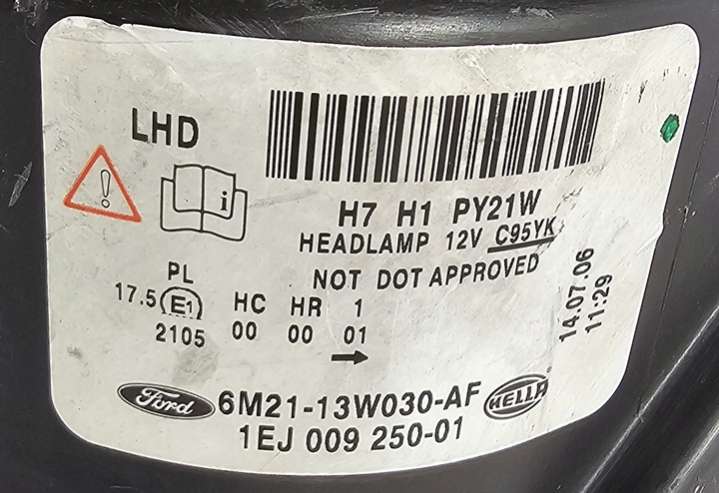 LHD
i
H7 H1 PY21W
HEADLAMP 12V C95YK
NOT DOT APPROVED
PL
17.5 E1 HC HR 1
2105 00 00 01
14.07.06
11:29
Ford 6M21-13W030-AF HELLA
1EJ 009 250-01